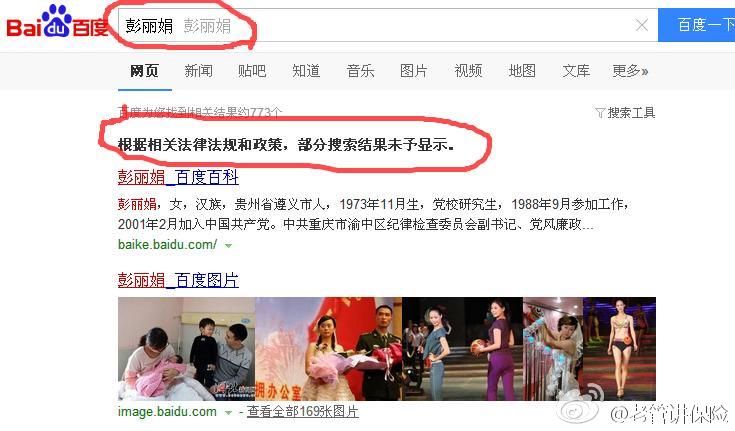 Bai du 百度
彭丽娟 彭丽娟
百度一下
网页 新闻 贴吧 知道 音乐 图片 视频 地图 文库 更多»
百度为您找到相关结果约773个
搜索工具
根据相关法律法规和政策，部分搜索结果未予显示。
彭丽娟_百度百科
彭丽娟，女，汉族，贵州省遵义市人，1973年11月生，党校研究生，1988年9月参加工作，
2001年2月加入中国共产党。中共重庆市渝中区纪律检查委员会副书记、党风廉政...
baike.baidu.com/
彭丽娟_百度图片
拥办公室
image.baidu.com/ - 查看全部169张图片
@老管讲保险